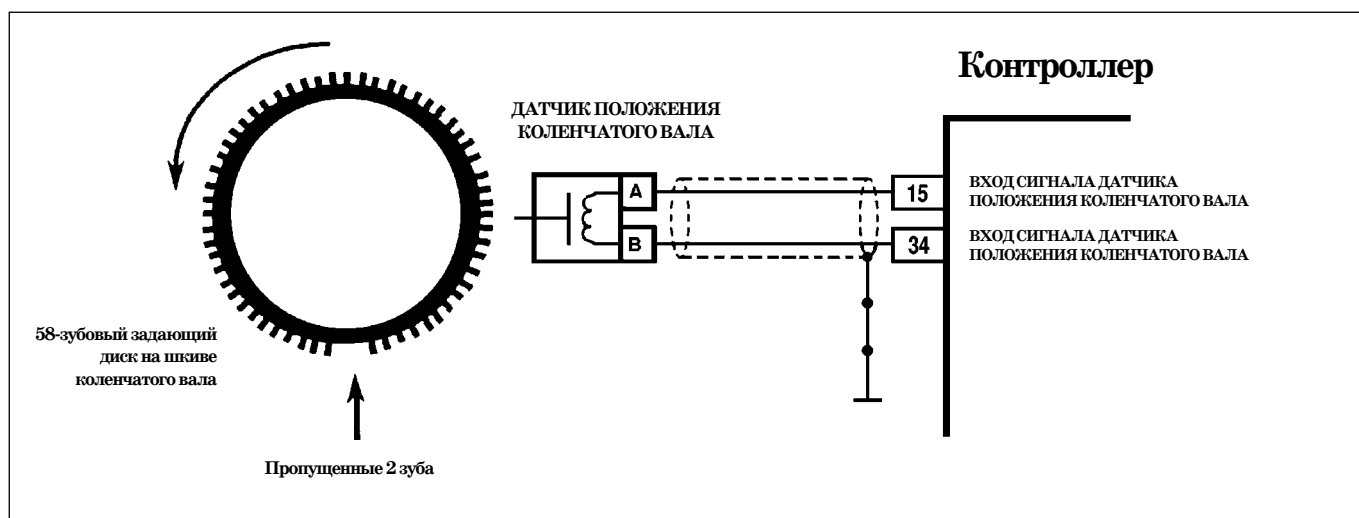 Контроллер
ДАТЧИК ПОЛОЖЕНИЯ
КОЛЕНЧАТОГО ВАЛА
A
B
15
ВХОД СИГНАЛА ДАТЧИКА
ПОЛОЖЕНИЯ КОЛЕНЧАТОГО ВАЛА
34
ВХОД СИГНАЛА ДАТЧИКА
ПОЛОЖЕНИЯ КОЛЕНЧАТОГО ВАЛА
58-зубовый задающий
диск на шкиве
коленчатого вала
Пропущенные 2 зуба